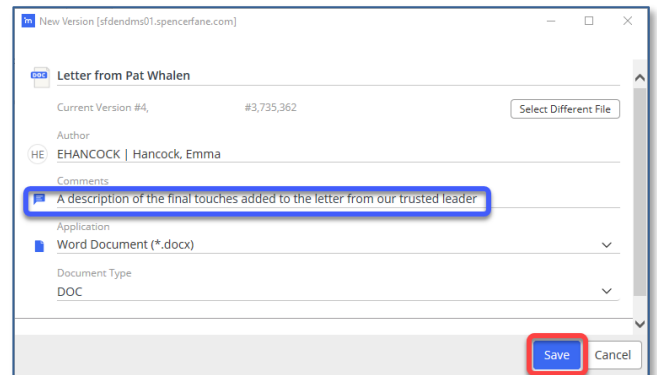 m New Version [sfdendms01.spencerfane.com]
DOC Letter from Pat Whalen
Current Version #4, #3,735,362 Select Different File
Author
HE EHANCOCK | Hancock, Emma
Comments
A description of the final touches added to the letter from our trusted leader
Application
Word Document (*.docx)
Document Type
DOC
Save Cancel